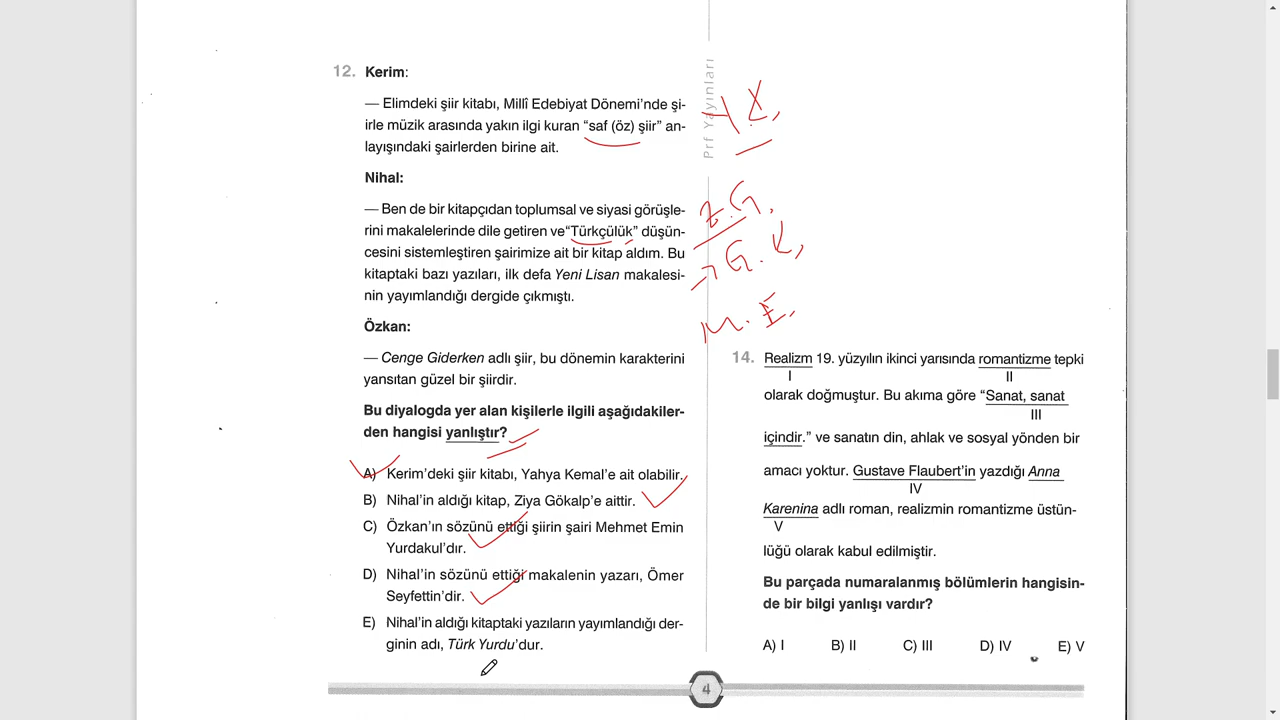 12. Kerim:
— Elimdeki şiir kitabı, Millî Edebiyat Dönemi’nde şi-
irle müzik arasında yakın ilgi kuran “saf (öz) şiir” an-
layışındaki şairlerden birine ait.
Nihal:
— Ben de bir kitapçıdan toplumsal ve siyasi görüşle-
rini makalelerinde dile getiren ve“Türkçülük” düşün-
cesini sistemleştiren şairimize ait bir kitap aldım. Bu
kitaptaki bazı yazıları, ilk defa Yeni Lisan makalesi-
nin yayımlandığı dergide çıkmıştı.
Özkan:
— Cenge Giderken adlı şiir, bu dönemin karakterini
yansıtan güzel bir şiirdir.
Bu diyalogda yer alan kişilerle ilgili aşağıdakiler-
den hangisi yanlıştır?
A) Kerim’deki şiir kitabı, Yahya Kemal’e ait olabilir.
B) Nihal’in aldığı kitap, Ziya Gökalp’e aittir.
C) Özkan’ın sözünü ettiği şiirin şairi Mehmet Emin
Yurdakul’dır.
D) Nihal’in sözünü ettiği makalenin yazarı, Ömer
Seyfettin’dir.
E) Nihal’in aldığı kitaptaki yazıların yayımlandığı der-
ginin adı, Türk Yurdu’dur.
Prf Yayınları
Z.G.
G.K,
M.E.
14. Realizm 19. yüzyılın ikinci yarısında romantizme tepki
I II
olarak doğmuştur. Bu akıma göre “Sanat, sanat
III
içindir.” ve sanatın din, ahlak ve sosyal yönden bir
amacı yoktur. Gustave Flaubert’in yazdığı Anna
IV
Karenina adlı roman, realizmin romantizme üstün-
V
lüğü olarak kabul edilmiştir.
Bu parçada numaralanmış bölümlerin hangisin-
de bir bilgi yanlışı vardır?
A) I B) II C) III D) IV E) V
4